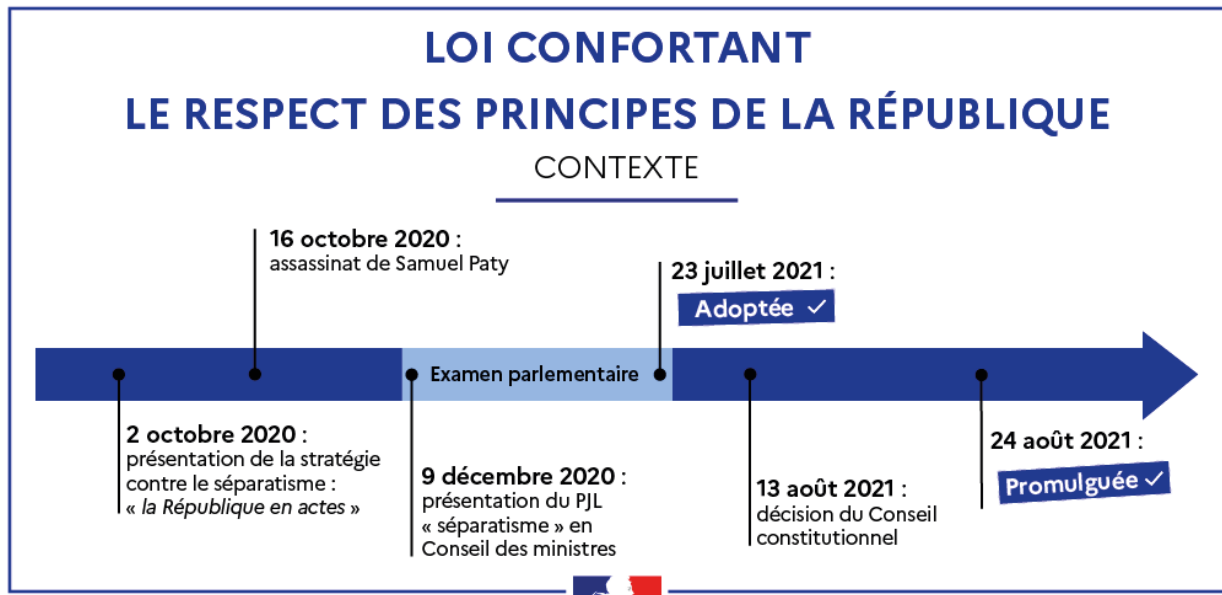 LOI CONFORTANT
LE RESPECT DES PRINCIPES DE LA RÉPUBLIQUE
CONTEXTE
16 octobre 2020 :
assassinat de Samuel Paty
23 juillet 2021 :
Adoptée ✓
Examen parlementaire
2 octobre 2020 :
présentation de la stratégie
contre le séparatisme :
« la République en actes »
9 décembre 2020 :
présentation du PJL
« séparatisme » en
Conseil des ministres
13 août 2021 :
décision du Conseil
constitutionnel
24 août 2021 :
Promulguée ✓